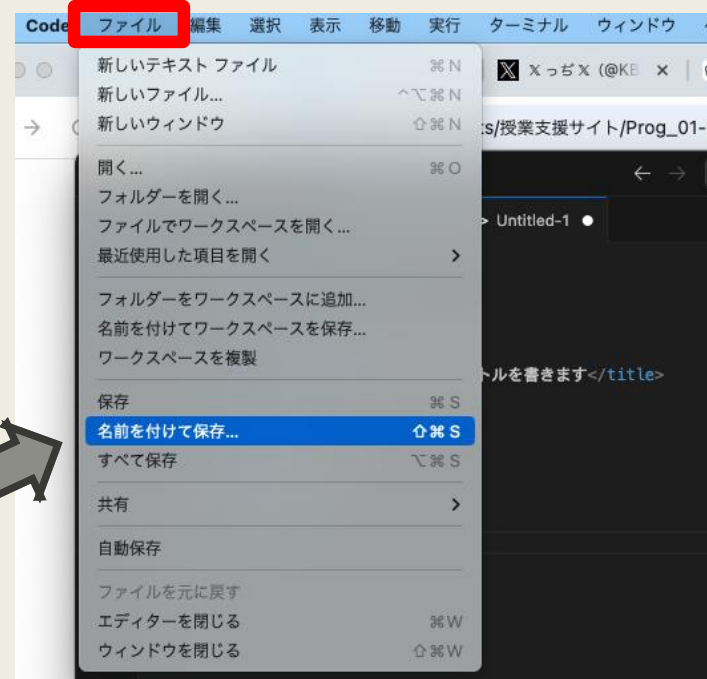 Code ファイル 編集 選択 表示 移動 実行 ターミナル ウィンドウ
新しいテキスト ファイル ⌘ N
新しいファイル... ^⌥⌘ N
新しいウィンドウ ⇧⌘ N
𝕏 𝕏っぢ𝕏 (@KE ×
s/授業支援サイト/Prog_01-
開く... ⌘ O
フォルダーを開く...
ファイルでワークスペースを開く...
最近使用した項目を開く >
← →
> Untitled-1 ●
フォルダーをワークスペースに追加...
名前を付けてワークスペースを保存...
ワークスペースを複製
トルを書きます</title>
保存 ⌘ S
名前を付けて保存... ⇧⌘ S
すべて保存 ⌥⌘ S
共有 >
自動保存
ファイルを元に戻す
エディターを閉じる ⌘W
ウィンドウを閉じる ⇧⌘W